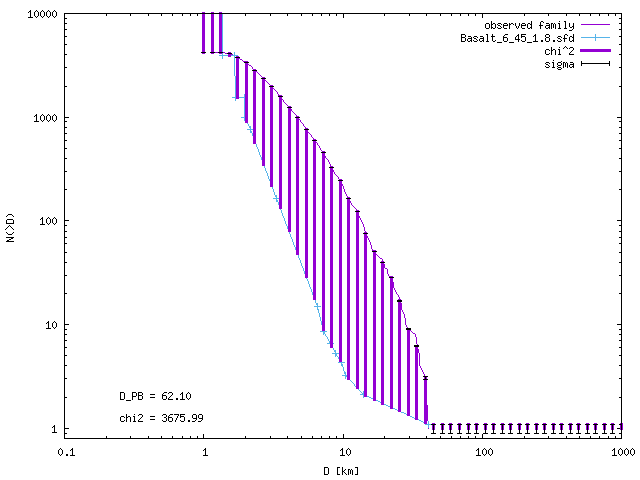 10000
1000
100
10
1
N(>D)
observed family
Basalt_6_45_1.8.sfd
chi^2
sigma
D_PB = 62.10
chi2 = 3675.99
0.1 1 10 100 1000
D [km]